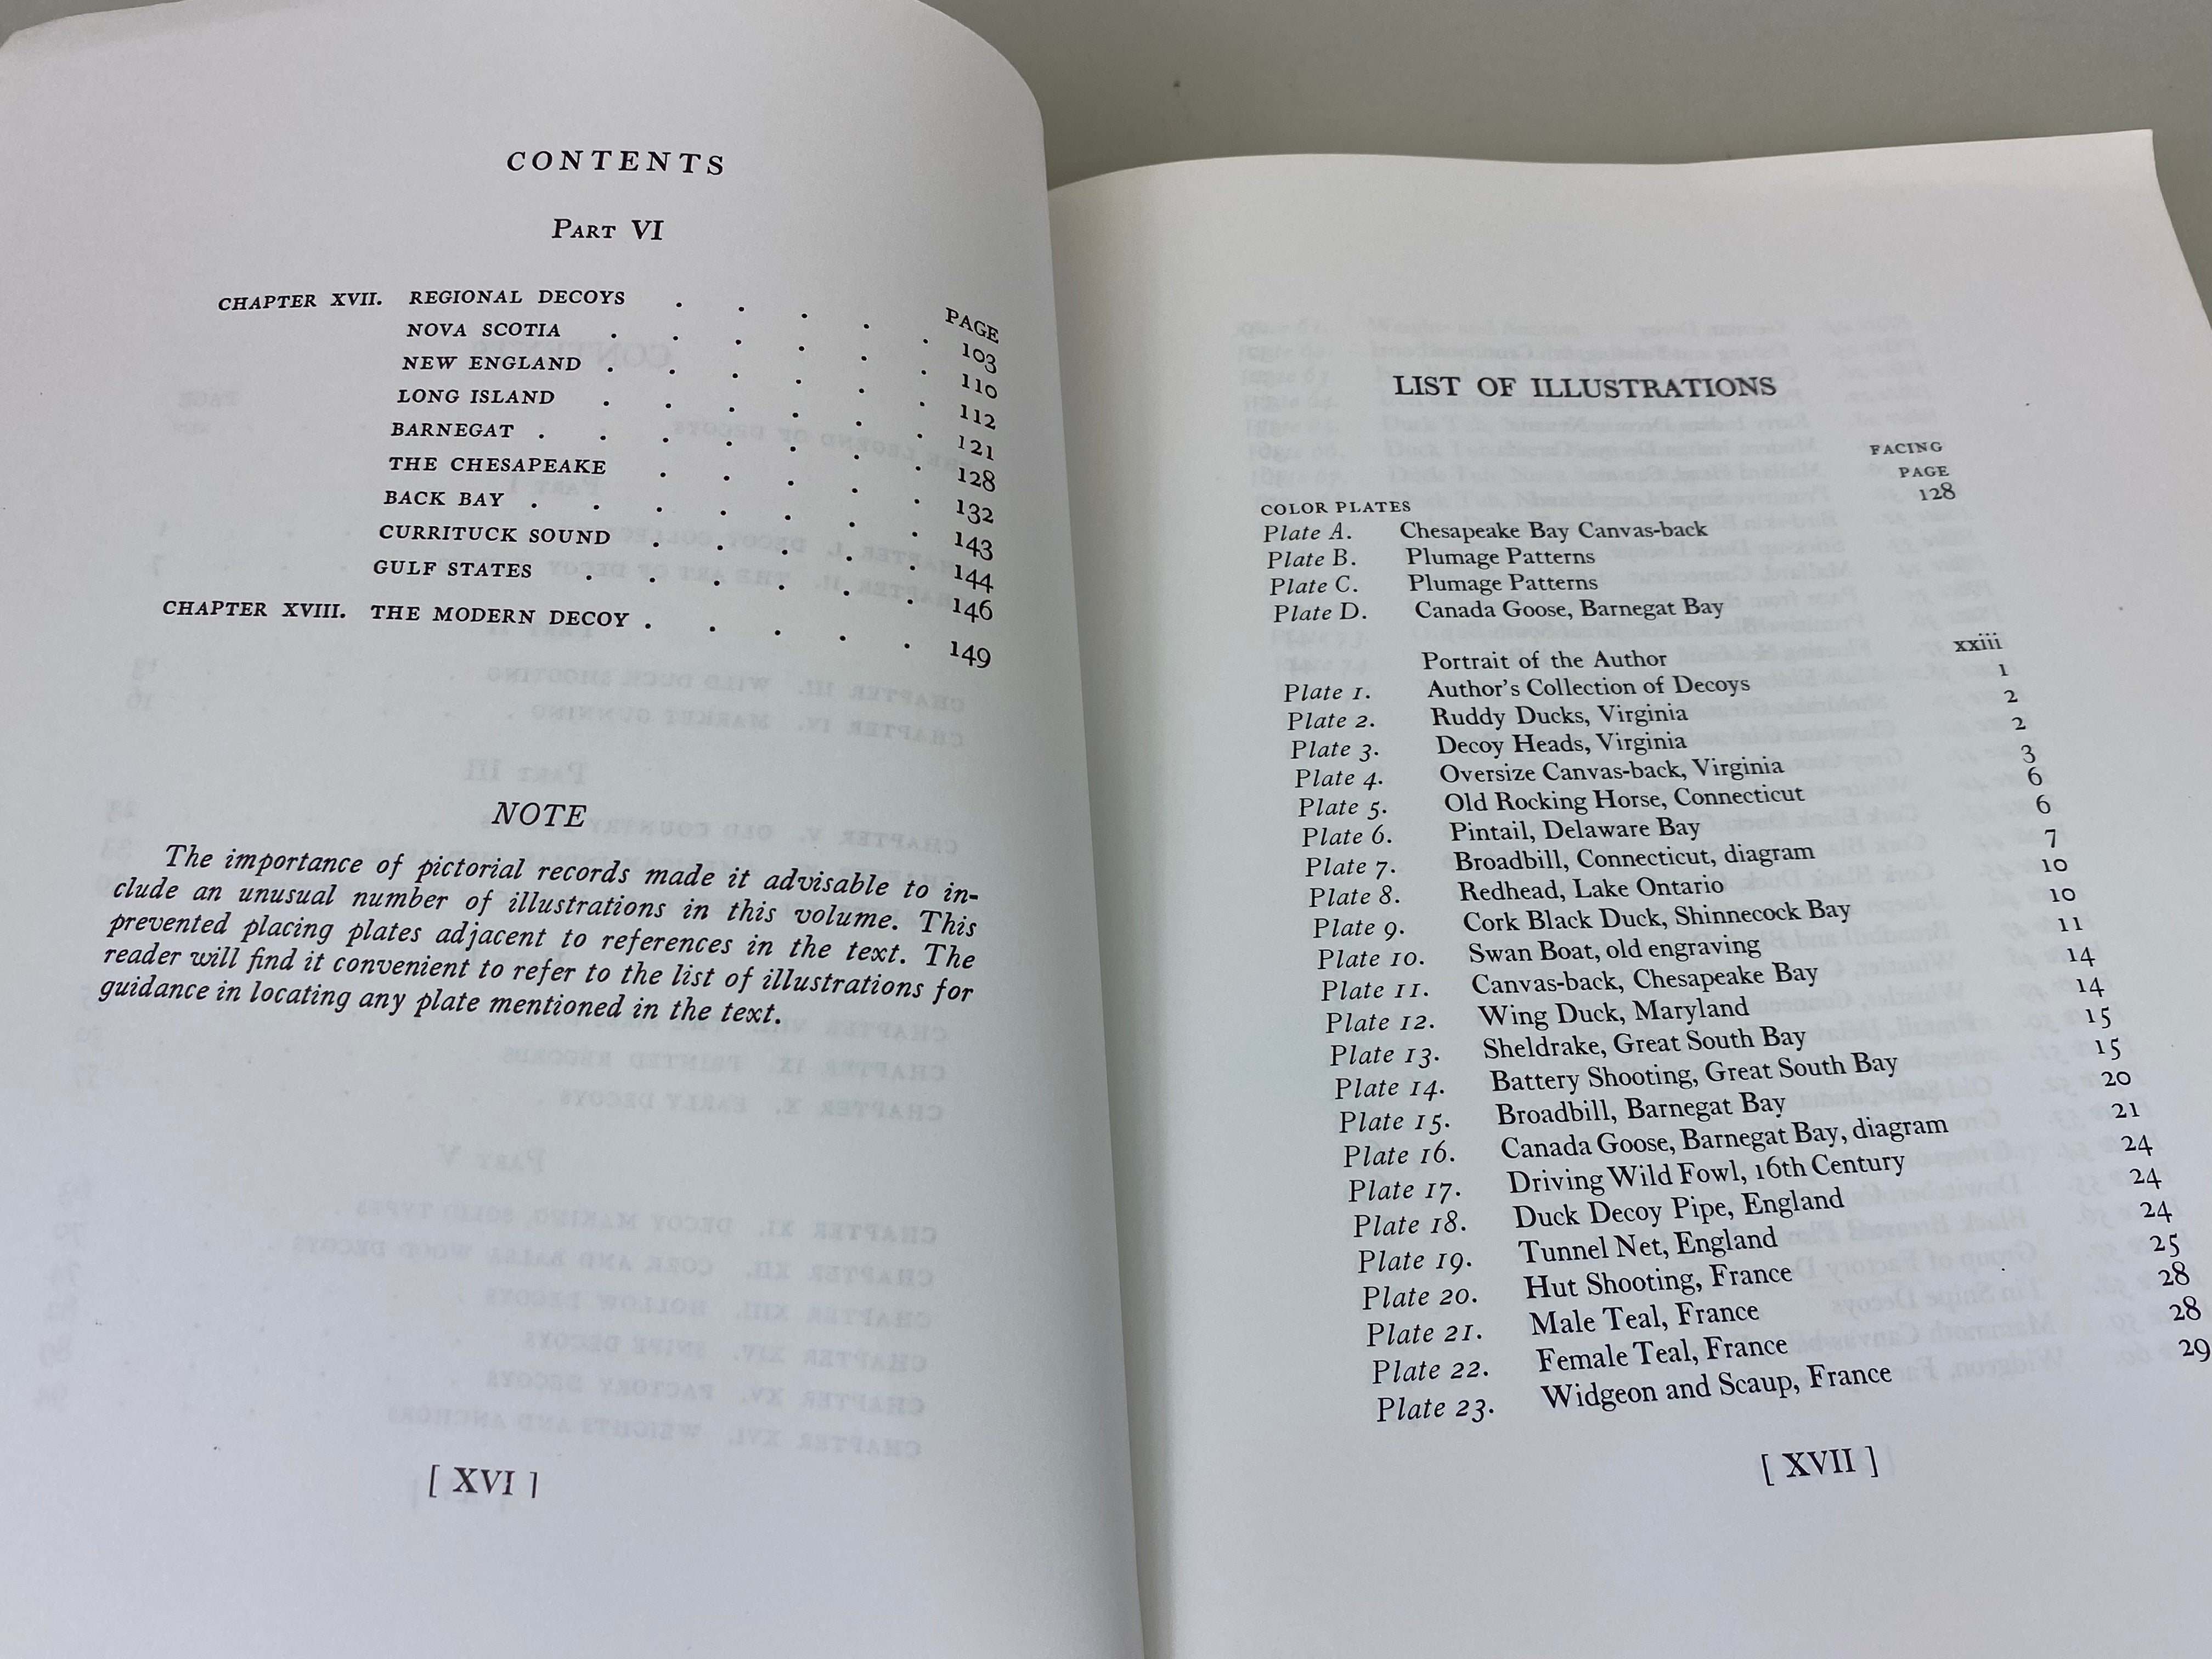 CONTENTS
PART VI
PAGE
CHAPTER XVII. REGIONAL DECOYS . . . . . 103
NOVA SCOTIA . . . . . . 110
NEW ENGLAND . . . . . . 112
LONG ISLAND . . . . . . 121
BARNEGAT . . . . . . . 128
THE CHESAPEAKE . . . . . 132
BACK BAY . . . . . . . 143
CURRITUCK SOUND . . . . . 144
GULF STATES . . . . . . 146
CHAPTER XVIII. THE MODERN DECOY . . . . . 149
NOTE
The importance of pictorial records made it advisable to in-
clude an unusual number of illustrations in this volume. This
prevented placing plates adjacent to references in the text. The
reader will find it convenient to refer to the list of illustrations for
guidance in locating any plate mentioned in the text.
[ XVI ]
LIST OF ILLUSTRATIONS
FACING
PAGE
COLOR PLATES 128
Plate A. Chesapeake Bay Canvas-back
Plate B. Plumage Patterns
Plate C. Plumage Patterns
Plate D. Canada Goose, Barnegat Bay
Portrait of the Author xxiii
Plate 1. Author's Collection of Decoys 1
Plate 2. Ruddy Ducks, Virginia 2
Plate 3. Decoy Heads, Virginia 2
Plate 4. Oversize Canvas-back, Virginia 3
Plate 5. Old Rocking Horse, Connecticut 6
Plate 6. Pintail, Delaware Bay 6
Plate 7. Broadbill, Connecticut, diagram 7
Plate 8. Redhead, Lake Ontario 10
Plate 9. Cork Black Duck, Shinnecock Bay 10
Plate 10. Swan Boat, old engraving 11
Plate 11. Canvas-back, Chesapeake Bay 14
Plate 12. Wing Duck, Maryland 14
Plate 13. Sheldrake, Great South Bay 15
Plate 14. Battery Shooting, Great South Bay 15
Plate 15. Broadbill, Barnegat Bay 20
Plate 16. Canada Goose, Barnegat Bay, diagram 21
Plate 17. Driving Wild Fowl, 16th Century 24
Plate 18. Duck Decoy Pipe, England 24
Plate 19. Tunnel Net, England 24
Plate 20. Hut Shooting, France 25
Plate 21. Male Teal, France 28
Plate 22. Female Teal, France 28
Plate 23. Widgeon and Scaup, France 29
[ XVII ]